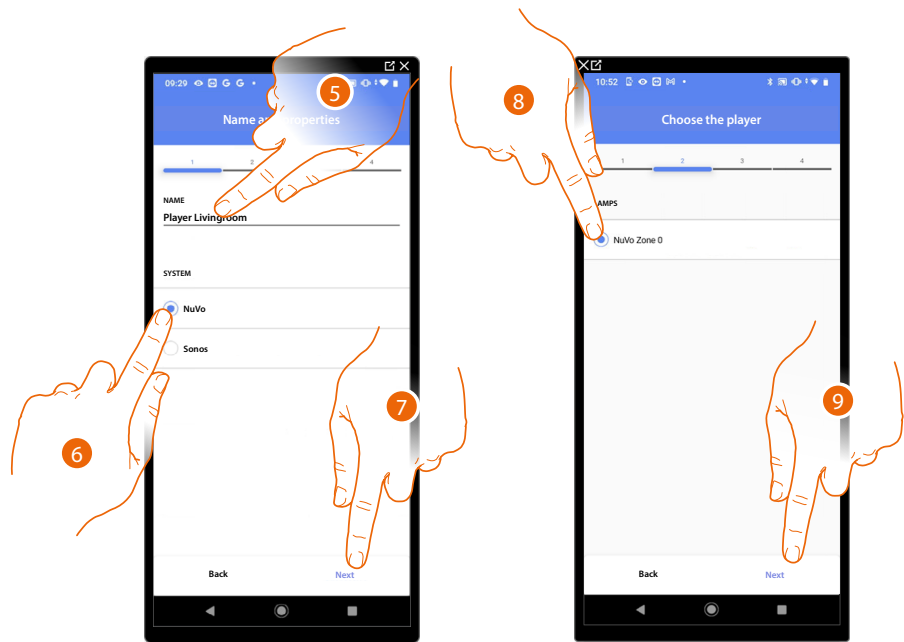 09:29 G G
Name an properties
1 2 4
NAME
Player Livingroom
SYSTEM
NuVo
Sonos
Back Next
5
6
7
10:52
Choose the player
1 2 3 4
AMPS
NuVo Zone 0
Back Next
8
9